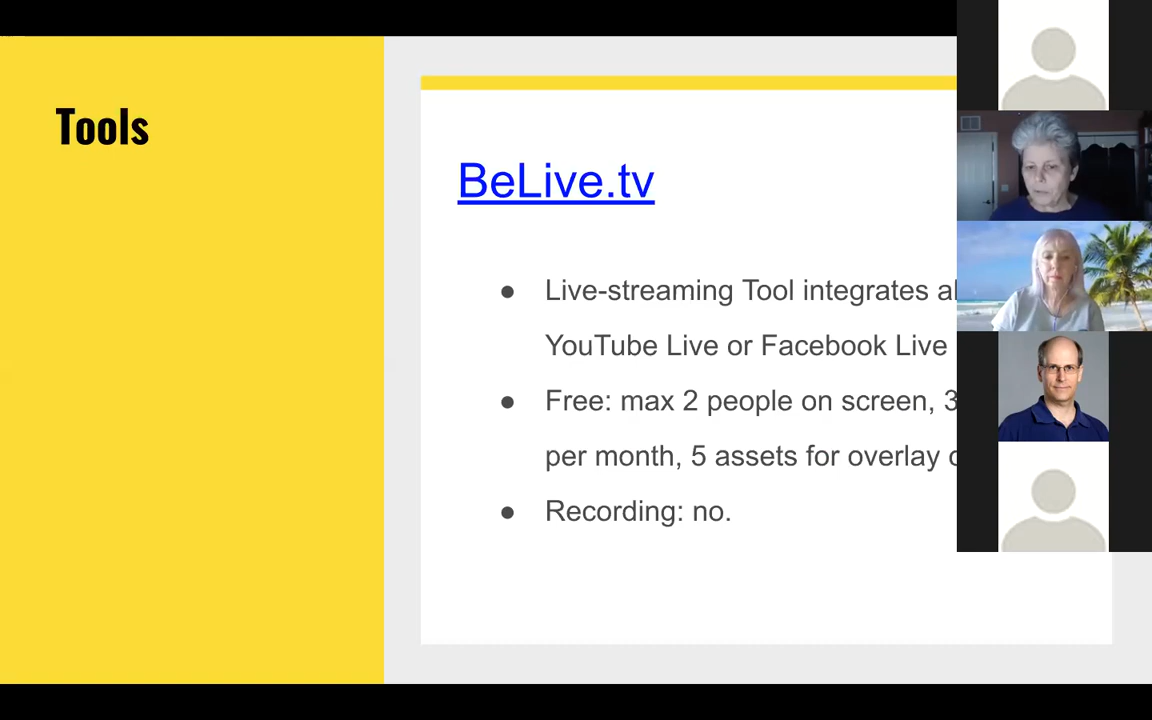 Tools
BeLive.tv
● Live-streaming Tool integrates
YouTube Live or Facebook Live
● Free: max 2 people on screen,
per month, 5 assets for overlay
● Recording: no.